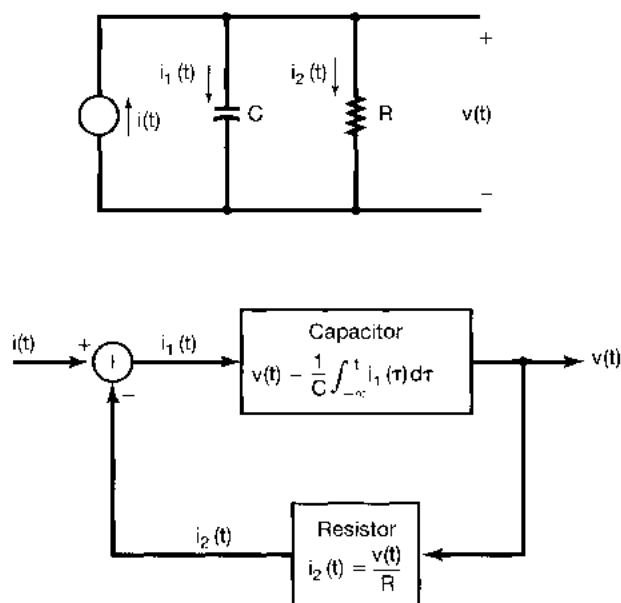 i₁(t) i₂(t) +
i(t) C R v(t)
−
i(t) + i₁(t) Capacitor
v(t) − 1/C ∫_{−∞}^{t} i₁(τ)dτ v(t)
−
i₂(t) Resistor
i₂(t) = v(t)/R